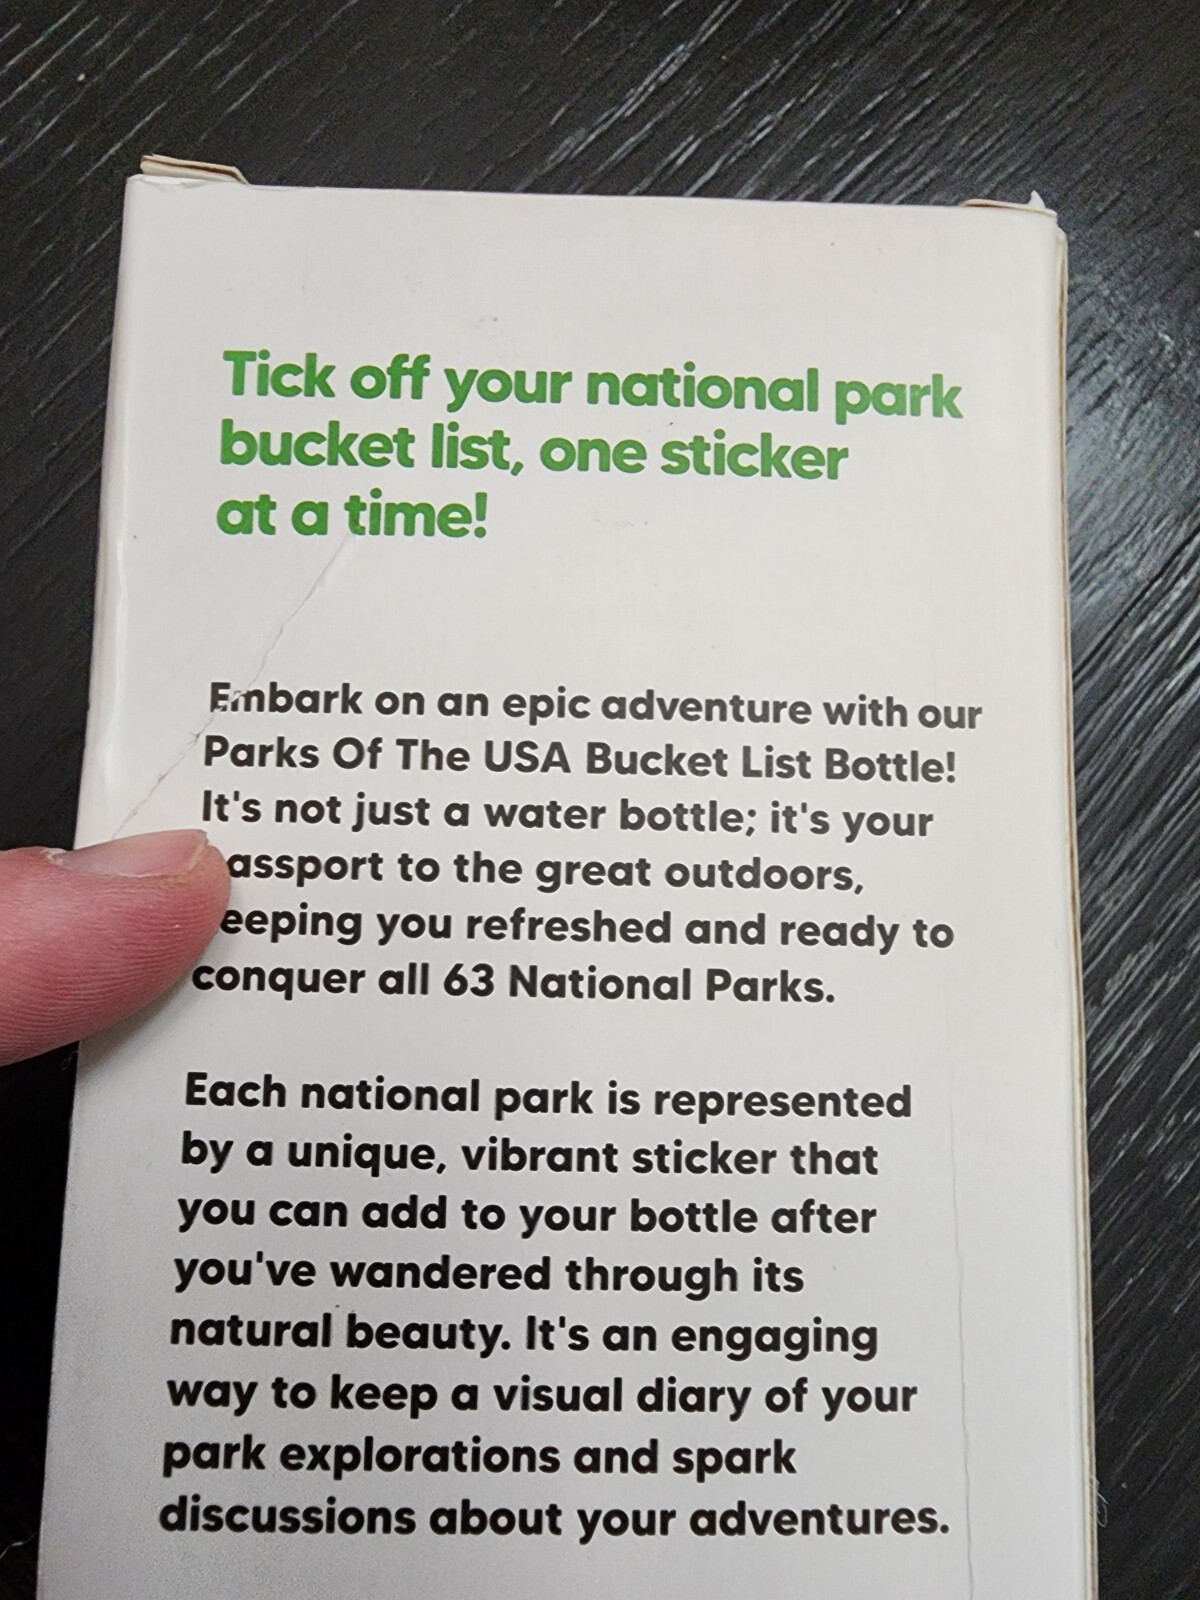 Tick off your national park
bucket list, one sticker
at a time!
Embark on an epic adventure with our
Parks Of The USA Bucket List Bottle!
It's not just a water bottle; it's your
assport to the great outdoors,
eeping you refreshed and ready to
conquer all 63 National Parks.
Each national park is represented
by a unique, vibrant sticker that
you can add to your bottle after
you've wandered through its
natural beauty. It's an engaging
way to keep a visual diary of your
park explorations and spark
discussions about your adventures.